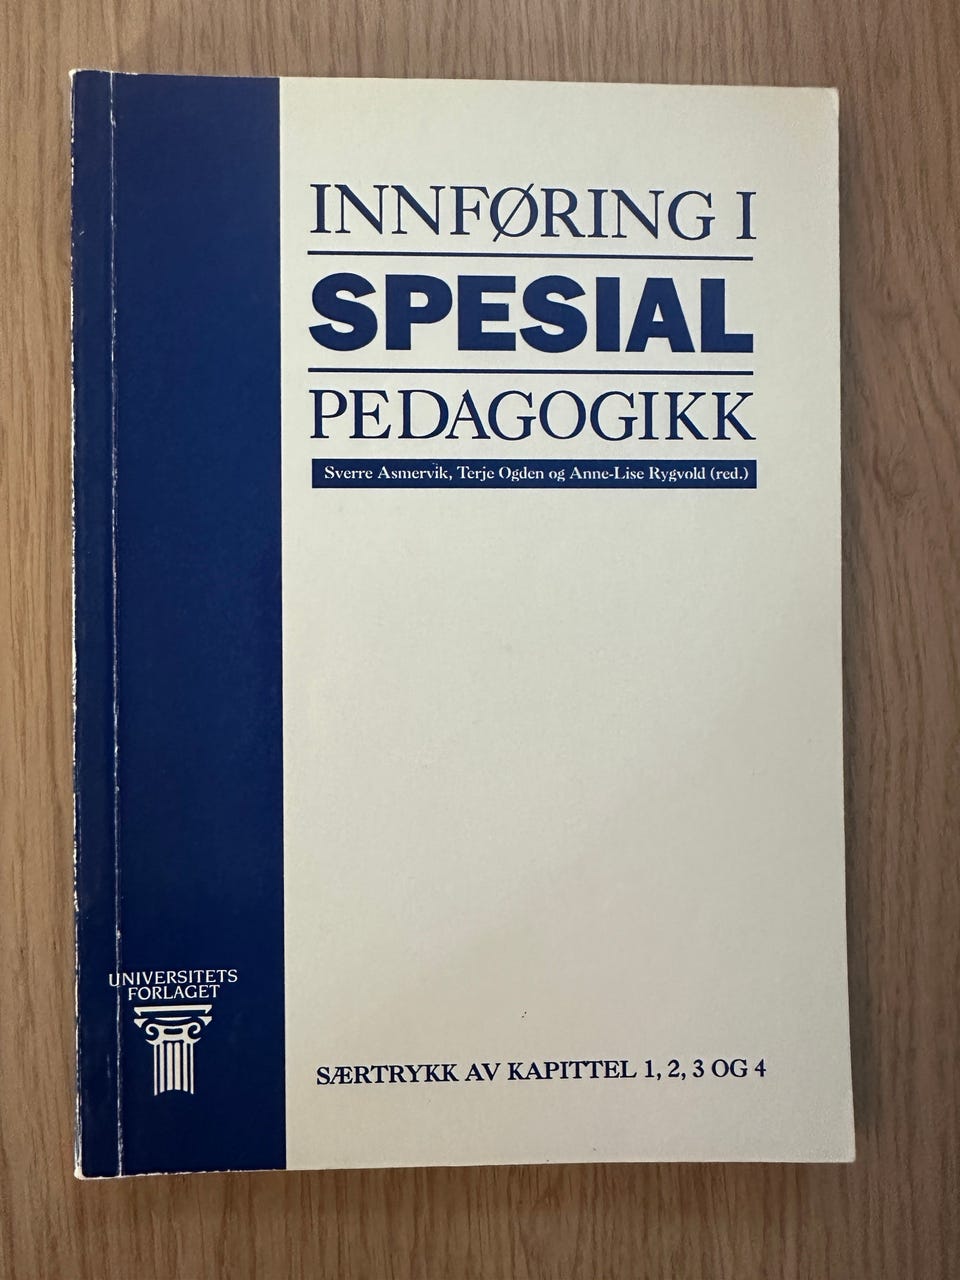 INNFØRING I
SPESIAL
PEDAGOGIKK
Sverre Asmervik, Terje Ogden og Anne-Lise Rygvold (red.)
UNIVERSITETS
FORLAGET
SÆRTRYKK AV KAPITTEL 1, 2, 3 OG 4